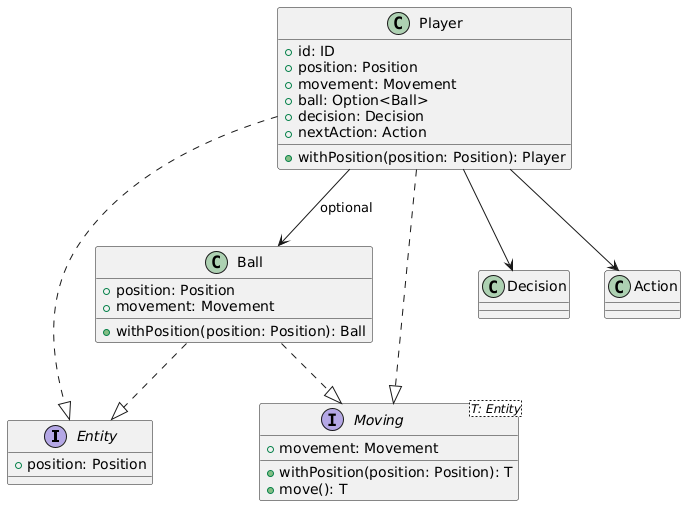 C Player
id: ID
position: Position
movement: Movement
ball: Option<Ball>
decision: Decision
nextAction: Action
withPosition(position: Position): Player
optional
C Ball
position: Position
movement: Movement
withPosition(position: Position): Ball
C Decision
C Action
I Entity
position: Position
I Moving
T: Entity
movement: Movement
withPosition(position: Position): T
move(): T